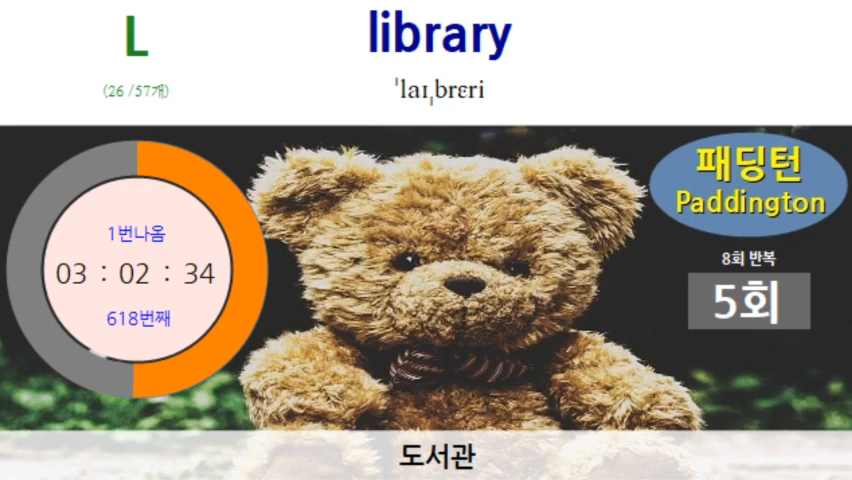 L
(26 /57개)
library
ˈlaɪˌbrɛri
1번나옴
03 : 02 : 34
618번째
패딩턴
Paddington
8회 반복
5회
도서관